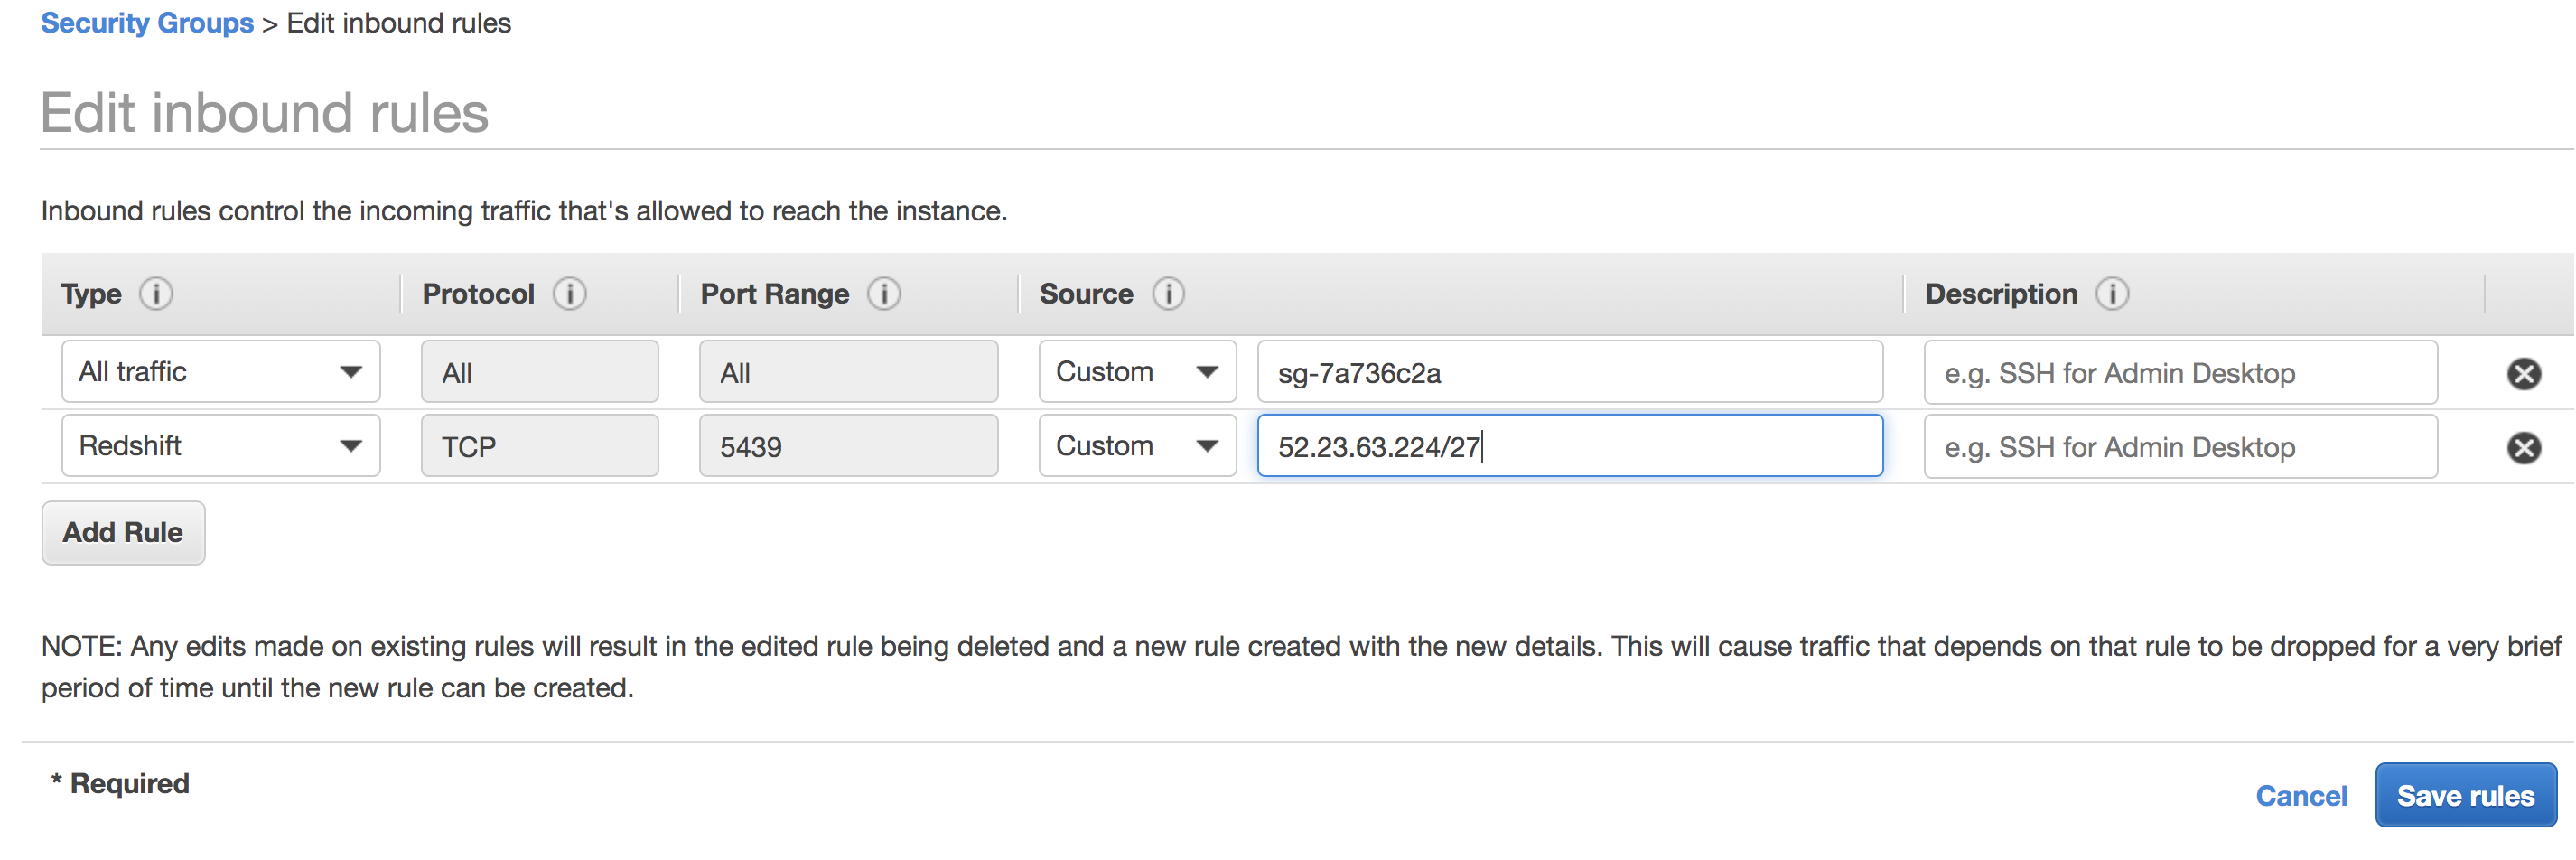 Security Groups > Edit inbound rules
Edit inbound rules
Inbound rules control the incoming traffic that's allowed to reach the instance.
Type Protocol Port Range Source Description
All traffic All All Custom sg-7a736c2a e.g. SSH for Admin Desktop
Redshift TCP 5439 Custom 52.23.63.224/27 e.g. SSH for Admin Desktop
Add Rule
NOTE: Any edits made on existing rules will result in the edited rule being deleted and a new rule created with the new details. This will cause traffic that depends on that rule to be dropped for a very brief
period of time until the new rule can be created.
* Required
Cancel Save rules